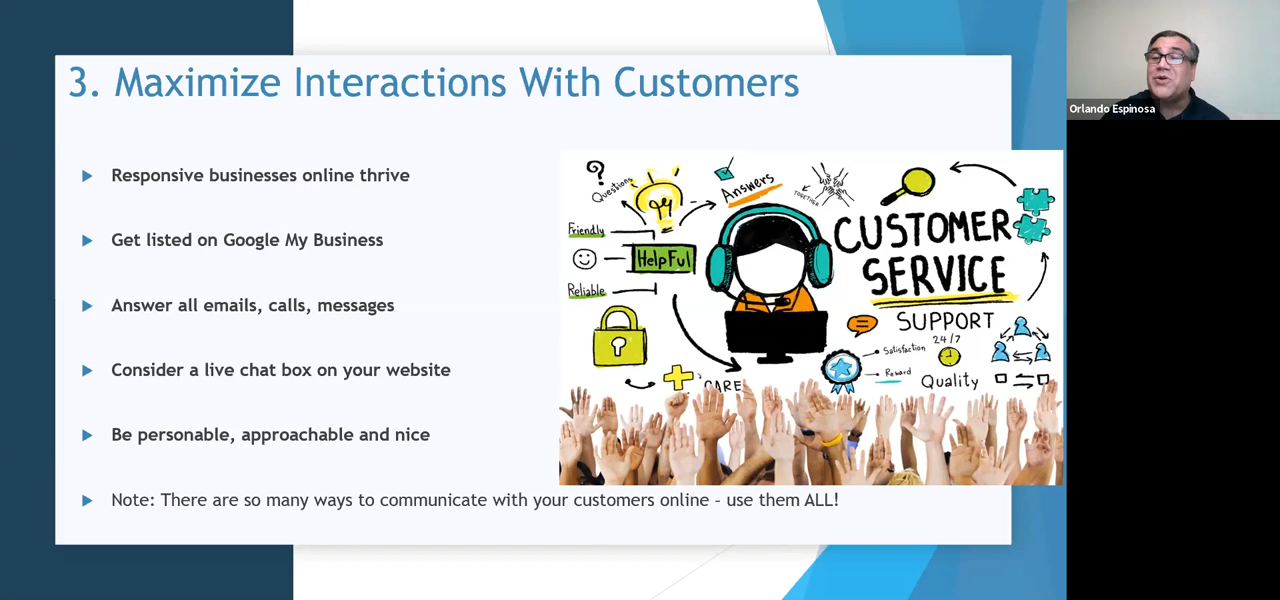 3. Maximize Interactions With Customers
Orlando Espinosa
Responsive businesses online thrive
Get listed on Google My Business
Answer all emails, calls, messages
Consider a live chat box on your website
Be personable, approachable and nice
Note: There are so many ways to communicate with your customers online – use them ALL!
?
Questions
Answers
TOGETHER
Friendly
HelpFul
Reliable
CUSTOMER
SERVICE
SUPPORT
24/7
Satisfaction
Reward
Quality
CARE